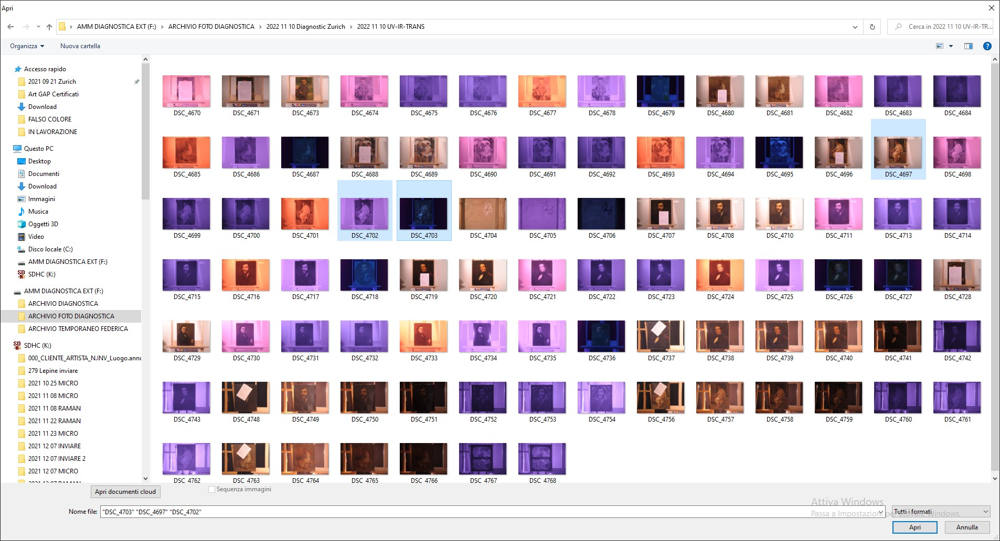 Apri
AMM DIAGNOSTICA EXT (F:) › ARCHIVIO FOTO DIAGNOSTICA › 2022 11 10 Diagnostic Zurich › 2022 11 10 UV-IR-TRANS
Cerca in 2022 11 10 UV-IR-TR...
Organizza
Nuova cartella
Accesso rapido
2021 09 21 Zurich
Art GAP Certificati
Download
FALSO COLORE
IN LAVORAZIONE
Questo PC
Desktop
Documenti
Download
Immagini
Musica
Oggetti 3D
Video
Disco locale (C:)
AMM DIAGNOSTICA EXT (F:)
SDHC (K:)
AMM DIAGNOSTICA EXT (F:)
ARCHIVIO DIAGNOSTICA
ARCHIVIO FOTO DIAGNOSTICA
ARCHIVIO TEMPORANEO FEDERICA
SDHC (K:)
000_CLIENTE_ARTISTA_N.INV_Luogo.anno
279 Lepine inviare
2021 10 25 MICRO
2021 11 08 MICRO
2021 11 08 RAMAN
2021 11 22 RAMAN
2021 11 23 MICRO
2021 12 07 INVIARE
2021 12 07 INVIARE 2
2021 12 07 MICRO
2021 12 07 RAMAN
DSC_4670 DSC_4671 DSC_4673 DSC_4674 DSC_4675 DSC_4676 DSC_4677 DSC_4678 DSC_4679 DSC_4680 DSC_4681 DSC_4682 DSC_4683 DSC_4684
DSC_4685 DSC_4686 DSC_4687 DSC_4688 DSC_4689 DSC_4690 DSC_4691 DSC_4692 DSC_4693 DSC_4694 DSC_4695 DSC_4696 DSC_4697 DSC_4698
DSC_4699 DSC_4700 DSC_4701 DSC_4702 DSC_4703 DSC_4704 DSC_4705 DSC_4706 DSC_4707 DSC_4708 DSC_4710 DSC_4711 DSC_4713 DSC_4714
DSC_4715 DSC_4716 DSC_4717 DSC_4718 DSC_4719 DSC_4720 DSC_4721 DSC_4722 DSC_4723 DSC_4724 DSC_4725 DSC_4726 DSC_4727 DSC_4728
DSC_4729 DSC_4730 DSC_4731 DSC_4732 DSC_4733 DSC_4734 DSC_4735 DSC_4736 DSC_4737 DSC_4738 DSC_4739 DSC_4740 DSC_4741 DSC_4742
DSC_4743 DSC_4748 DSC_4749 DSC_4750 DSC_4751 DSC_4752 DSC_4753 DSC_4754 DSC_4756 DSC_4757 DSC_4758 DSC_4759 DSC_4760 DSC_4761
DSC_4762 DSC_4763 DSC_4764 DSC_4765 DSC_4766 DSC_4767 DSC_4768
Apri documenti cloud
Sequenza immagini
Nome file: "DSC_4703" "DSC_4697" "DSC_4702"
Tutti i formati
Attiva Windows
Passa a Impostazioni per attivare Windows.
Apri
Annulla